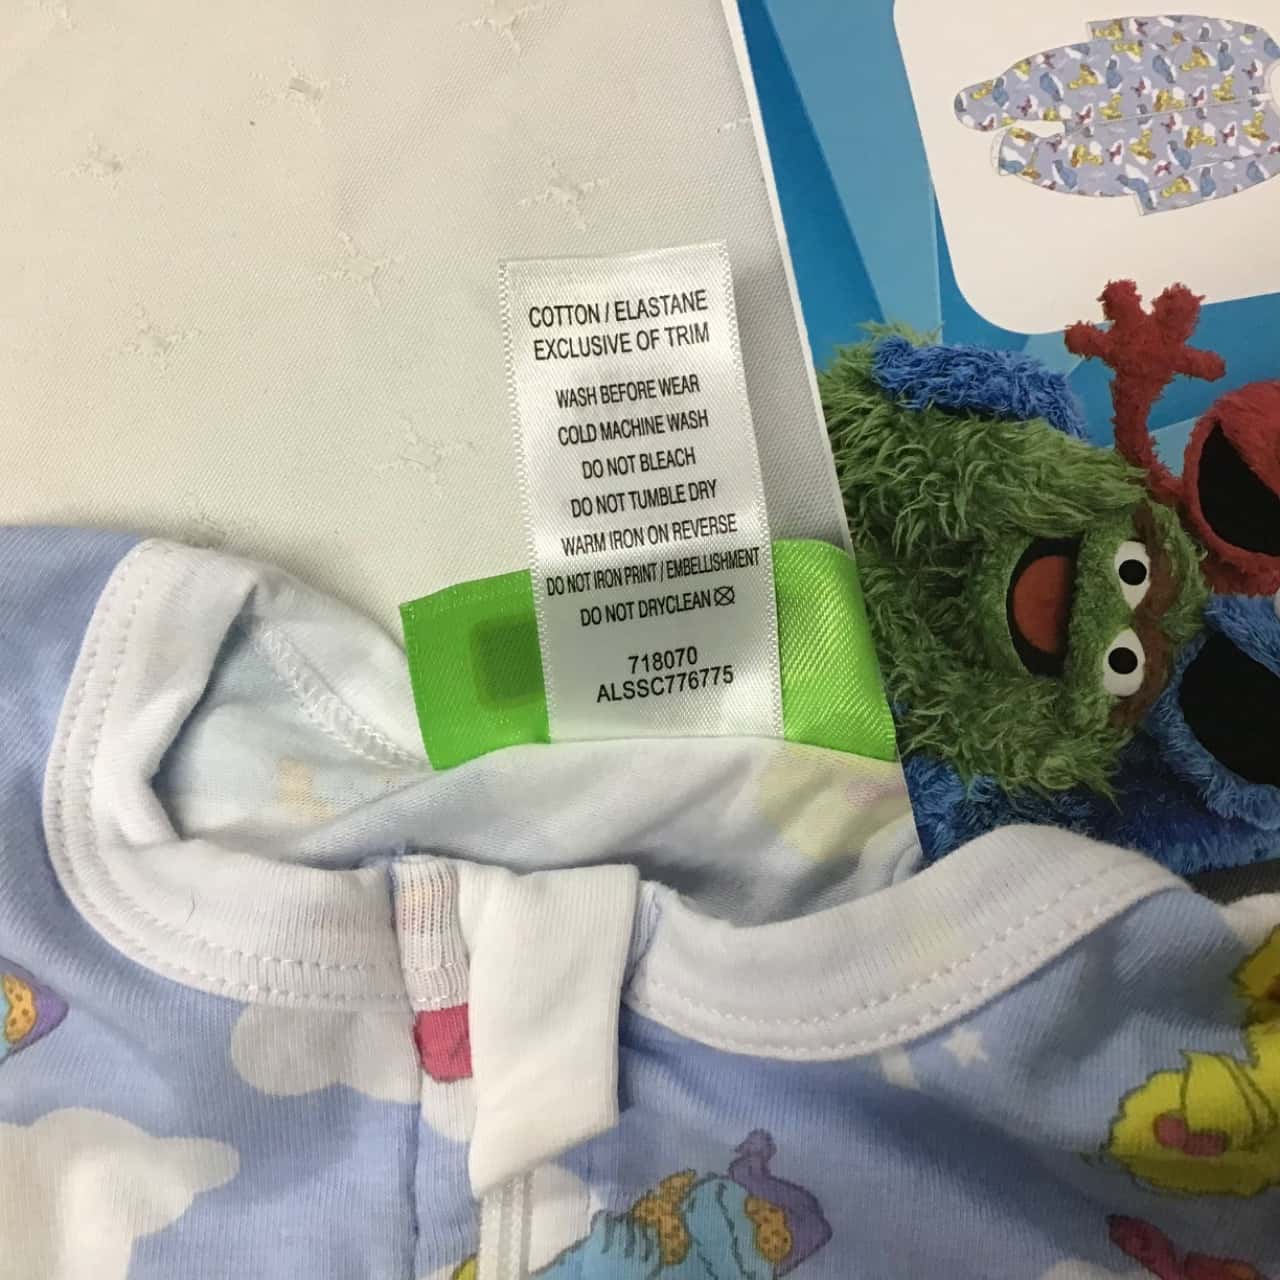 COTTON / ELASTANE
EXCLUSIVE OF TRIM
WASH BEFORE WEAR
COLD MACHINE WASH
DO NOT BLEACH
DO NOT TUMBLE DRY
WARM IRON ON REVERSE
DO NOT IRON PRINT / EMBELLISHMENT
DO NOT DRYCLEAN
718070
ALSSC776775